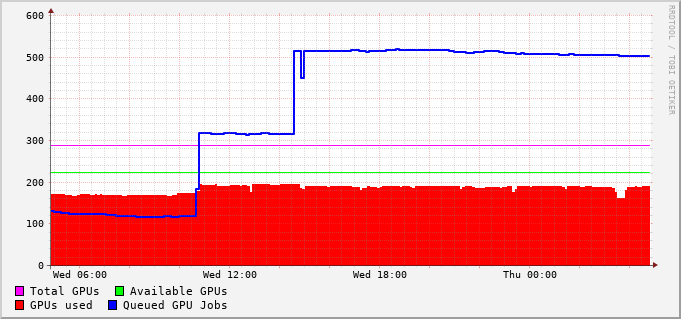 600
500
400
300
200
100
0
Wed 06:00 Wed 12:00 Wed 18:00 Thu 00:00
Total GPUs Available GPUs
GPUs used Queued GPU Jobs
RRDTOOL / TOBI OETIKER